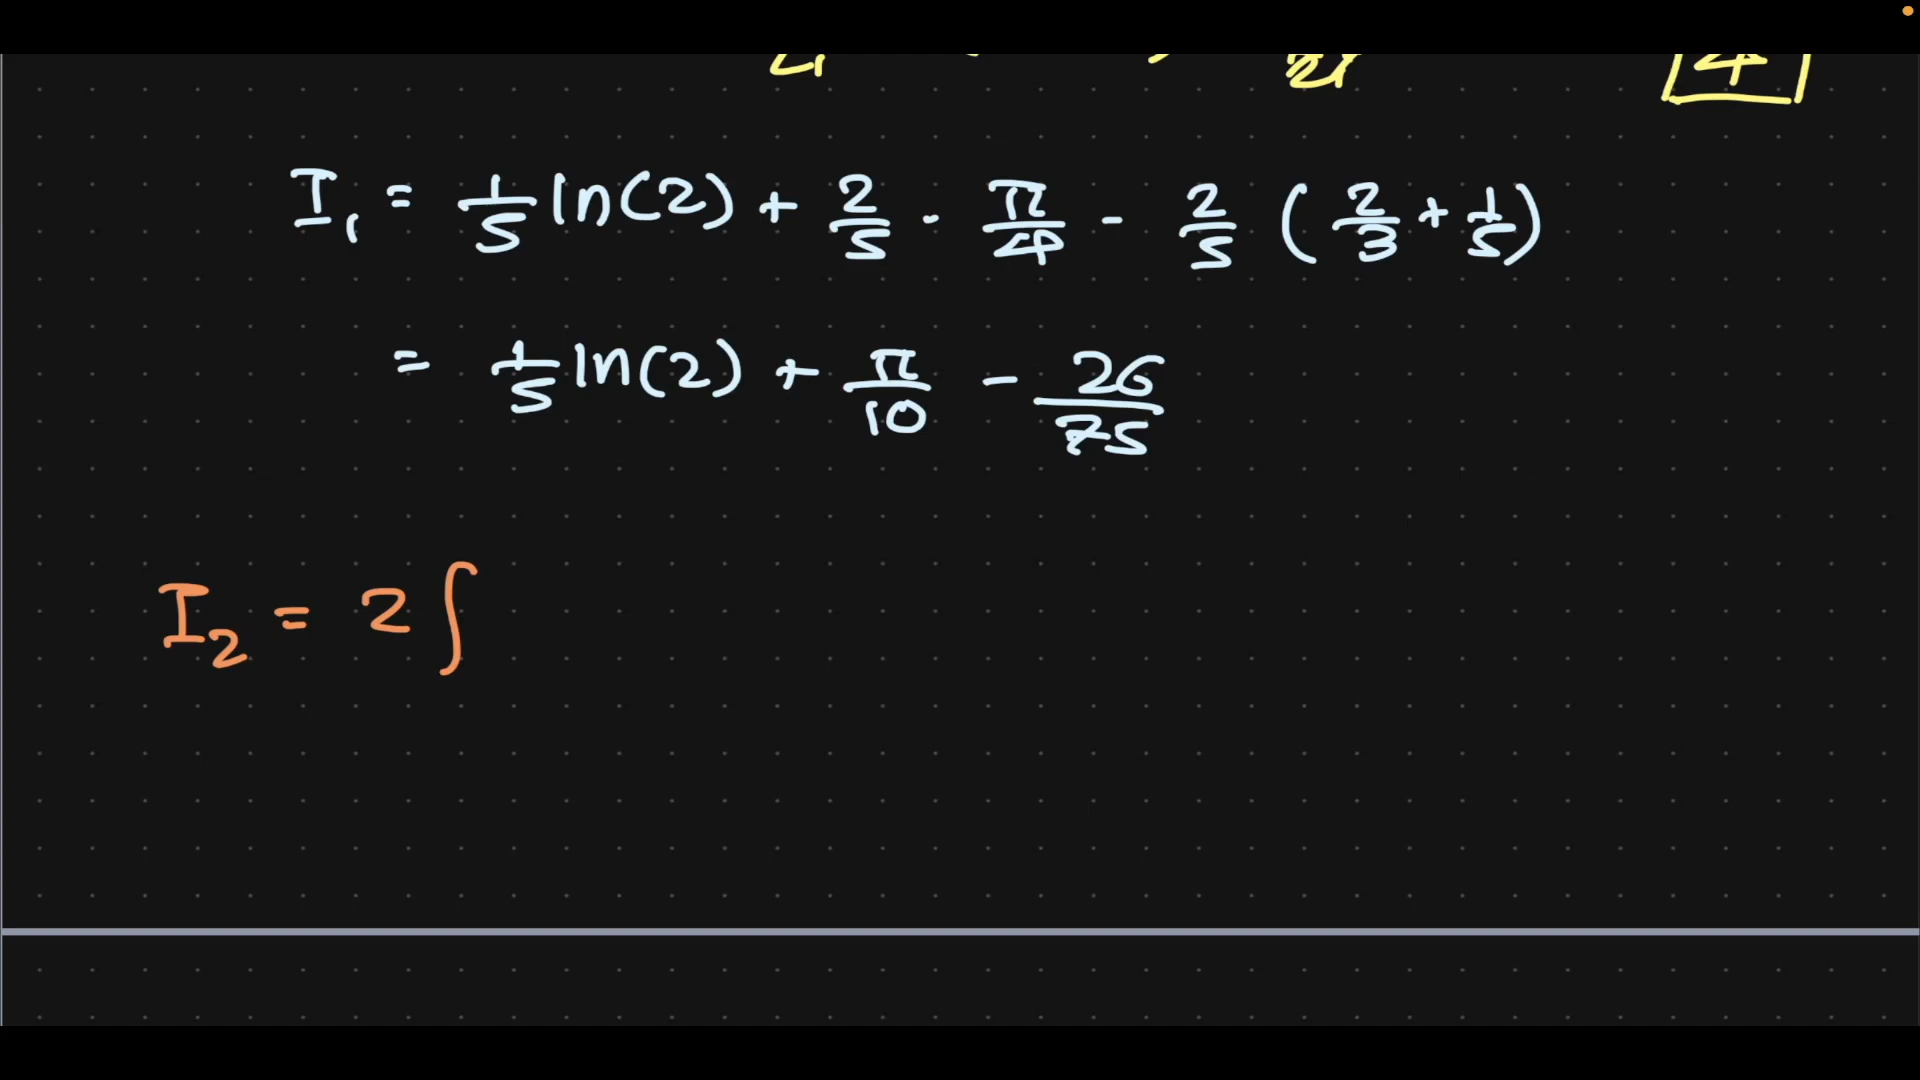 I₁ = 1/5 ln(2) + 2/5 · π/4 - 2/5 (2/3 + 1/5)
= 1/5 ln(2) + π/10 - 26/75
I₂ = 2 ∫